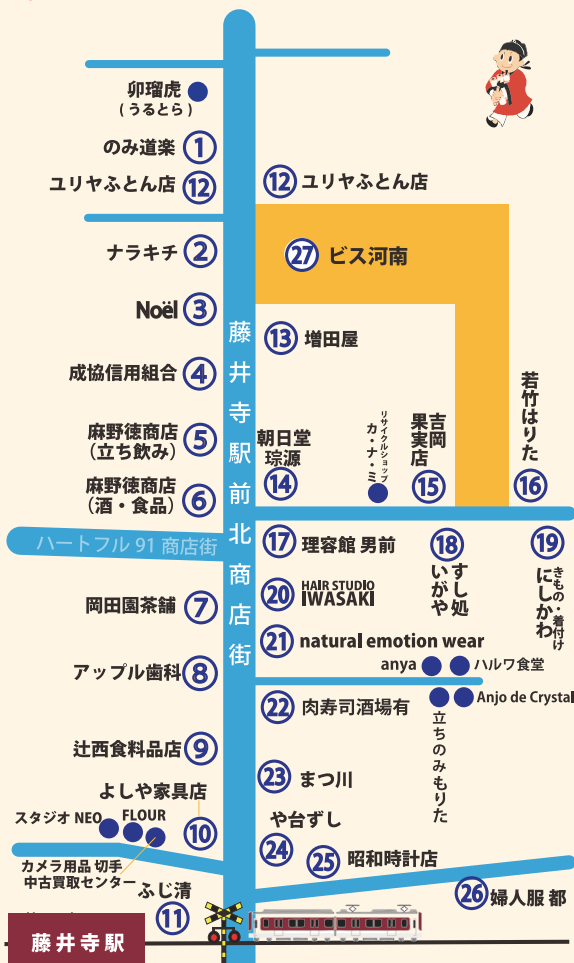 卯瑠虎
(うるとら)
のみ道楽 ①
ユリヤふとん店 ⑫
⑫ ユリヤふとん店
ナラキチ ②
㉗ ビス河南
Noël ③
⑬ 増田屋
成協信用組合 ④
麻野徳商店
(立ち飲み)
⑤
麻野徳商店
(酒・食品)
⑥
朝日堂
琮源
⑭
リサイクルショップ
カ・ナ・ミ
吉岡
果実店
⑮
若竹はりた
⑯
藤井寺駅前北商店街
ハートフル 91 商店街
⑰ 理容館 男前
⑱
すし処
いがや
⑲
きもの・着付け
にしかわ
岡田園茶舗 ⑦
⑳
HAIR STUDIO
IWASAKI
㉑ natural emotion wear
anya
ハルワ食堂
アップル歯科 ⑧
㉒ 肉寿司酒場有
Anjo de Crystal
立ちのみもりた
辻西食料品店 ⑨
㉓ まつ川
よしや家具店
⑩
スタジオ NEO
FLOUR
カメラ用品 切手
中古買取センター
や台ずし
㉔
㉕ 昭和時計店
ふじ清
⑪
㉖ 婦人服 都
藤井寺駅